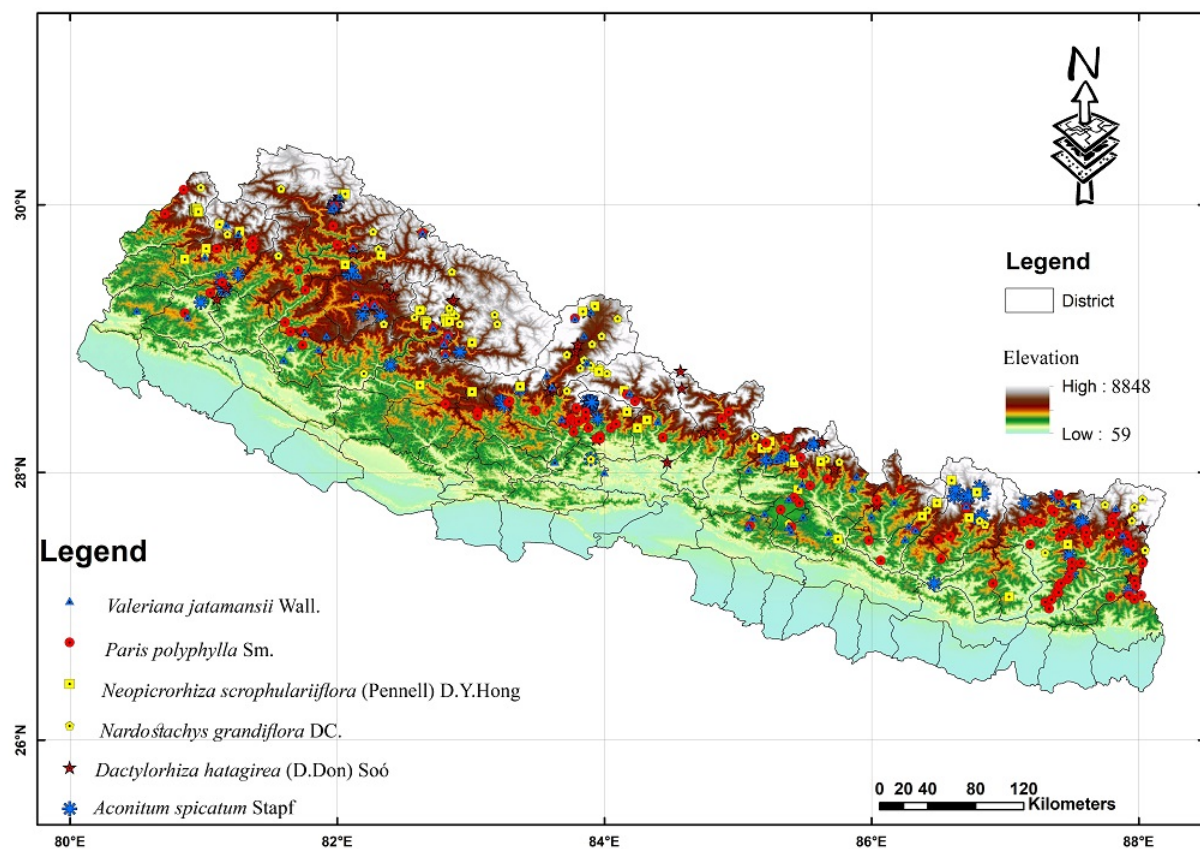 N
Legend
District
Elevation
High : 8848
Low : 59
30°N
28°N
26°N
Legend
Valeriana jatamansii Wall.
Paris polyphylla Sm.
Neopicrorhiza scrophulariiflora (Pennell) D.Y.Hong
Nardostachys grandiflora DC.
Dactylorhiza hatagirea (D.Don) Soó
Aconitum spicatum Stapf
0 20 40 80 120
Kilometers
80°E 82°E 84°E 86°E 88°E